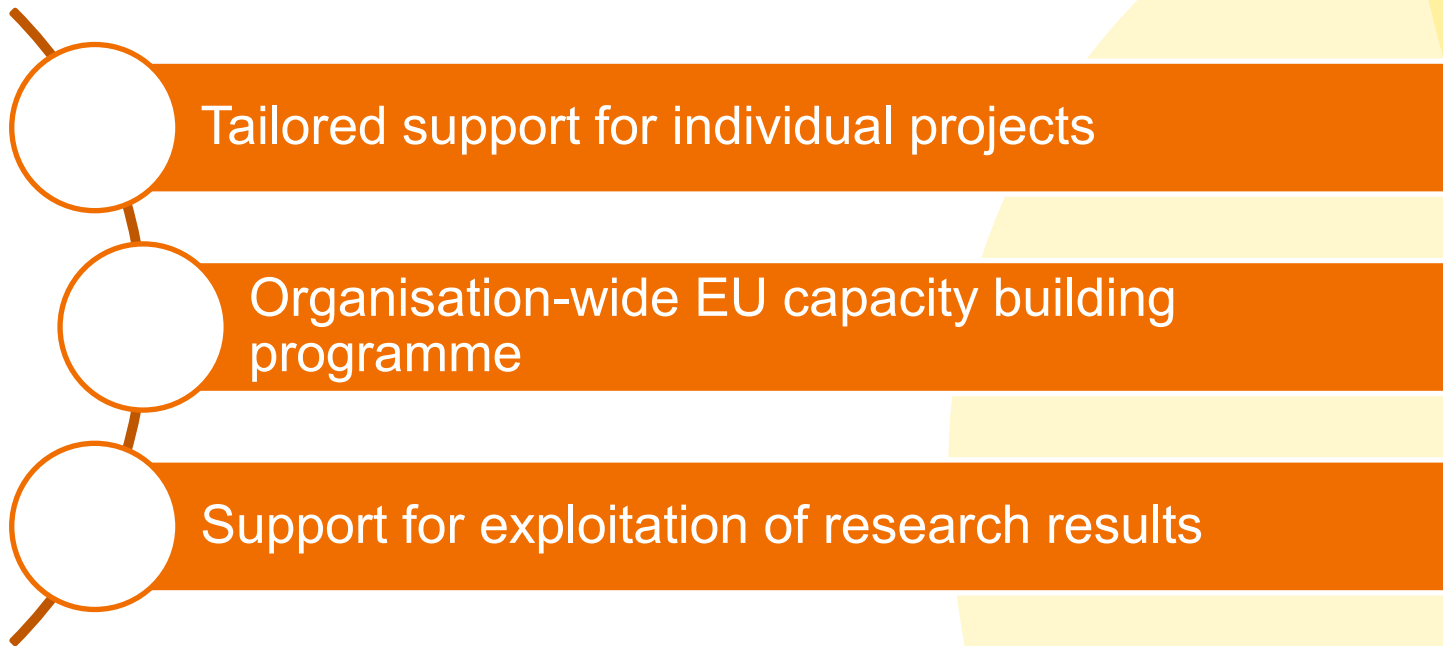 Tailored support for individual projects
Organisation-wide EU capacity building
programme
Support for exploitation of research results